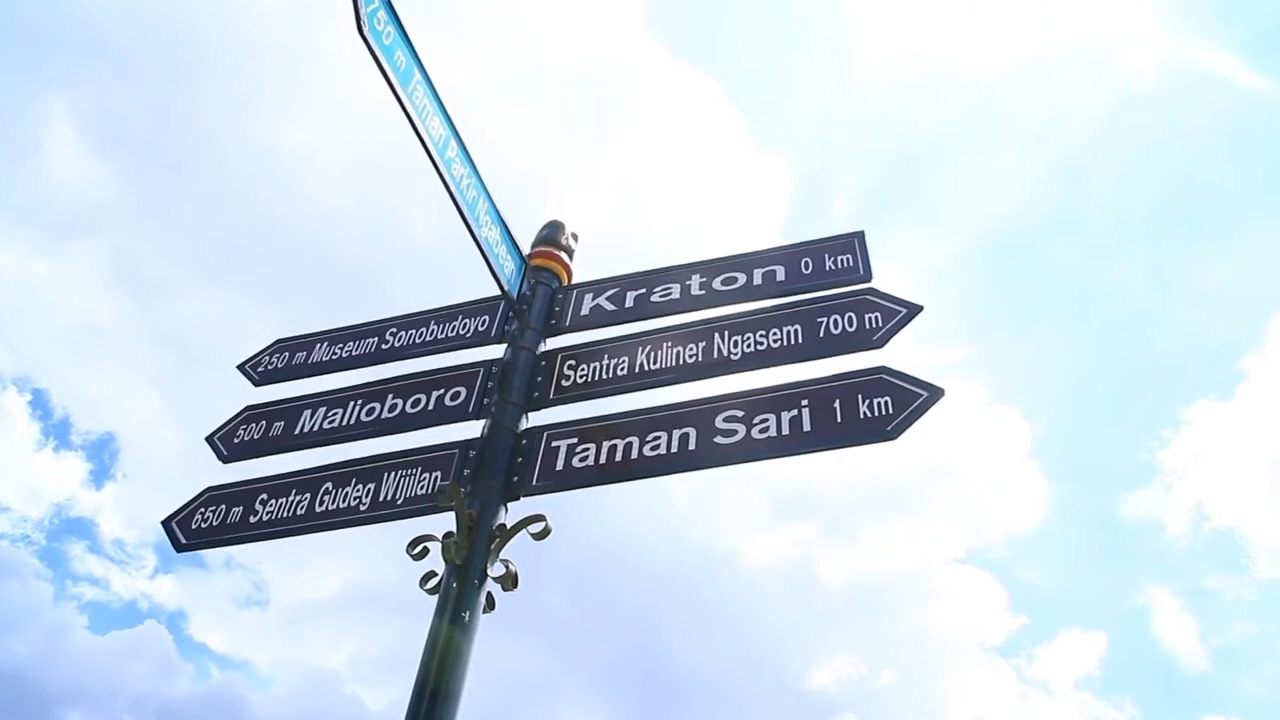 750 m Taman Parkir Ngabean
250 m Museum Sonobudoyo
500 m Malioboro
650 m Sentra Gudeg Wijilan
Kraton 0 km
Sentra Kuliner Ngasem 700 m
Taman Sari 1 km